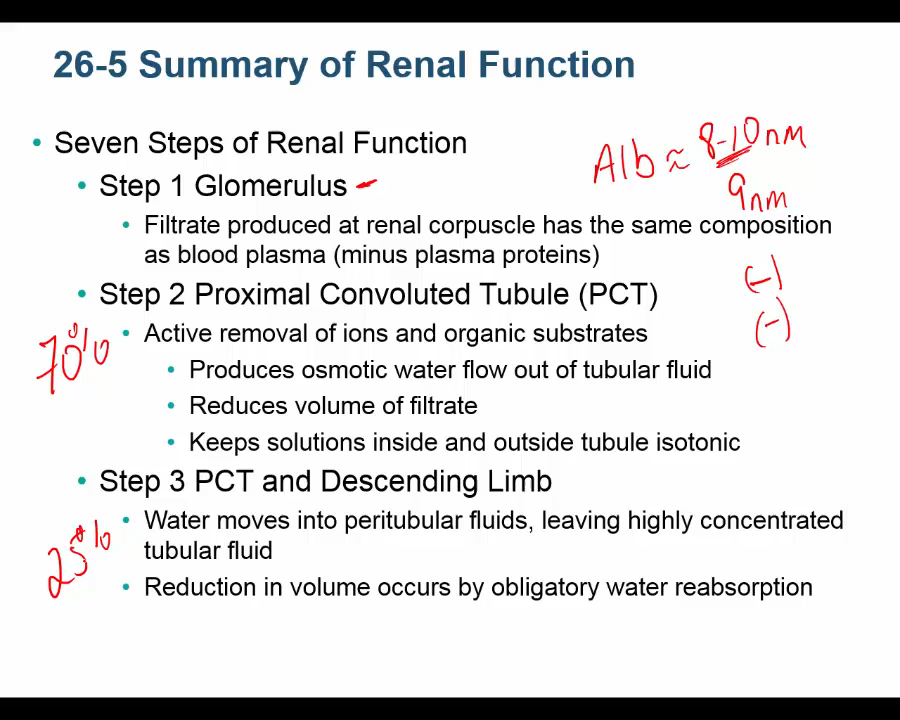 26-5 Summary of Renal Function
• Seven Steps of Renal Function
Alb ≈ 8-10 nm
9nm
• Step 1 Glomerulus
• Filtrate produced at renal corpuscle has the same composition
as blood plasma (minus plasma proteins)
(-)
• Step 2 Proximal Convoluted Tubule (PCT)
(-)
70%
• Active removal of ions and organic substrates
• Produces osmotic water flow out of tubular fluid
• Reduces volume of filtrate
• Keeps solutions inside and outside tubule isotonic
• Step 3 PCT and Descending Limb
25%
• Water moves into peritubular fluids, leaving highly concentrated
tubular fluid
• Reduction in volume occurs by obligatory water reabsorption